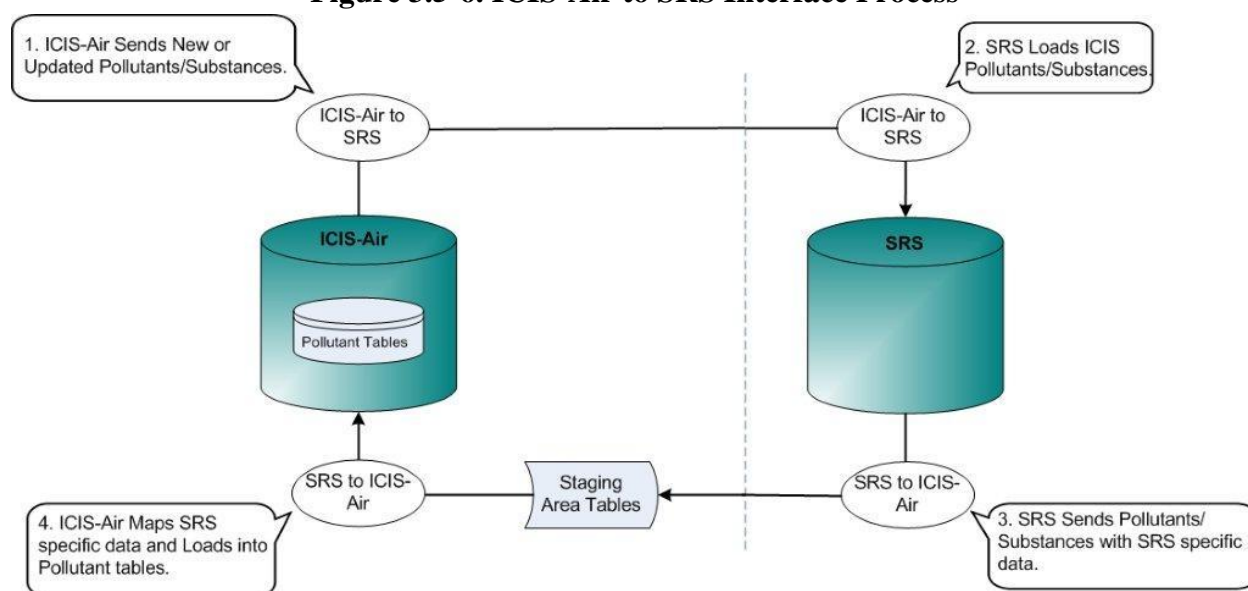 Figure ICIS-Air to SRS Interface Process
1. ICIS-Air Sends New or
Updated Pollutants/Substances.
2. SRS Loads ICIS
Pollutants/Substances.
ICIS-Air to
SRS
ICIS-Air to
SRS
ICIS-Air
Pollutant Tables
SRS
SRS to ICIS-
Air
Staging
Area Tables
SRS to ICIS-
Air
4. ICIS-Air Maps SRS
specific data and Loads into
Pollutant tables.
3. SRS Sends Pollutants/
Substances with SRS specific
data.